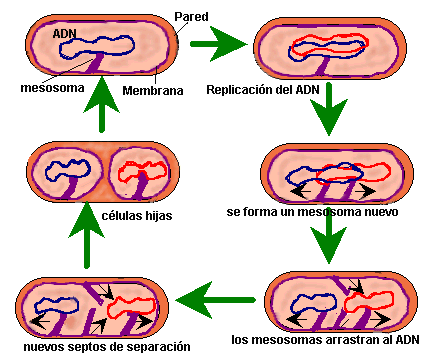 Pared
ADN
mesosoma
Membrana
Replicación del ADN
se forma un mesosoma nuevo
los mesosomas arrastran al ADN
nuevos septos de separación
células hijas